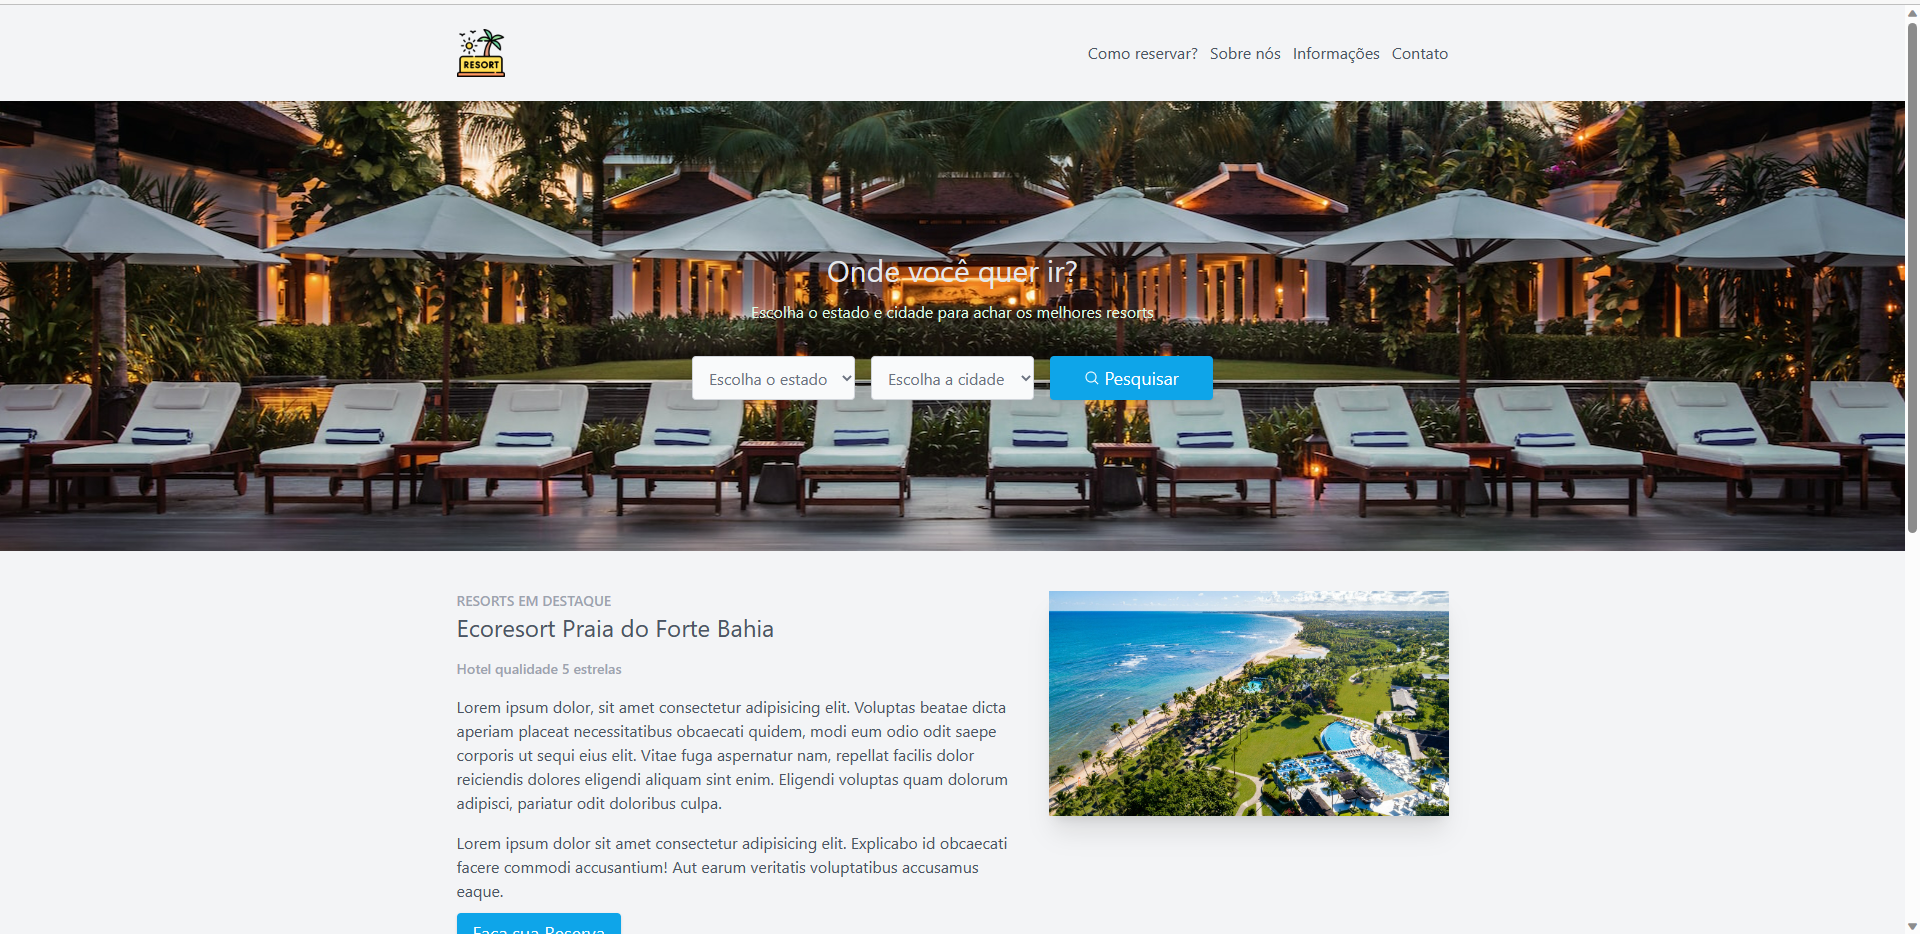 RESORT
Como reservar? Sobre nós Informações Contato
Onde você quer ir?
Escolha o estado e cidade para achar os melhores resorts
Escolha o estado Escolha a cidade Pesquisar
RESORTS EM DESTAQUE
Ecoresort Praia do Forte Bahia
Hotel qualidade 5 estrelas
Lorem ipsum dolor, sit amet consectetur adipisicing elit. Voluptas beatae dicta
aperiam placeat necessitatibus obcaecati quidem, modi eum odio odit saepe
corporis ut sequi eius elit. Vitae fuga aspernatur nam, repellat facilis dolor
reiciendis dolores eligendi aliquam sint enim. Eligendi voluptas quam dolorum
adipisci, pariatur odit doloribus culpa.
Lorem ipsum dolor sit amet consectetur adipisicing elit. Explicabo id obcaecati
facere commodi accusantium! Aut earum veritatis voluptatibus accusamus
eaque.
Faça sua Reserva